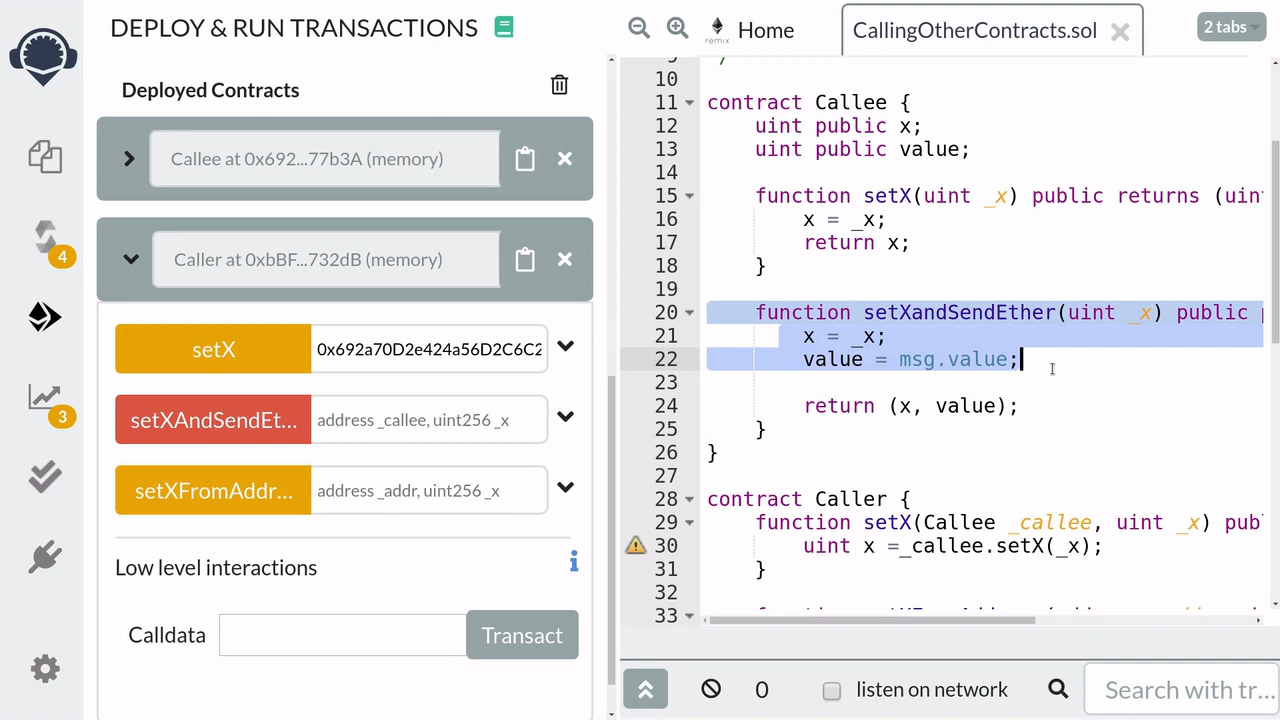 DEPLOY & RUN TRANSACTIONS
Deployed Contracts
Callee at 0x692...77b3A (memory)
Caller at 0xbBF...732dB (memory)
setX
0x692a70D2e424a56D2C6C2
setXAndSendEt...
address _callee, uint256 _x
setXFromAddr...
address _addr, uint256 _x
Low level interactions
i
Calldata
Transact
4
3
remix
Home
CallingOtherContracts.sol
2 tabs
10
11 contract Callee {
12 uint public x;
13 uint public value;
14
15 function setX(uint _x) public returns (uin
16 x = _x;
17 return x;
18 }
19
20 function setXandSendEther(uint _x) public
21 x = _x;
22 value = msg.value;
23
24 return (x, value);
25 }
26 }
27
28 contract Caller {
29 function setX(Callee _callee, uint _x) publ
30 uint x =_callee.setX(_x);
31 }
32
33
0
listen on network
Search with tr...